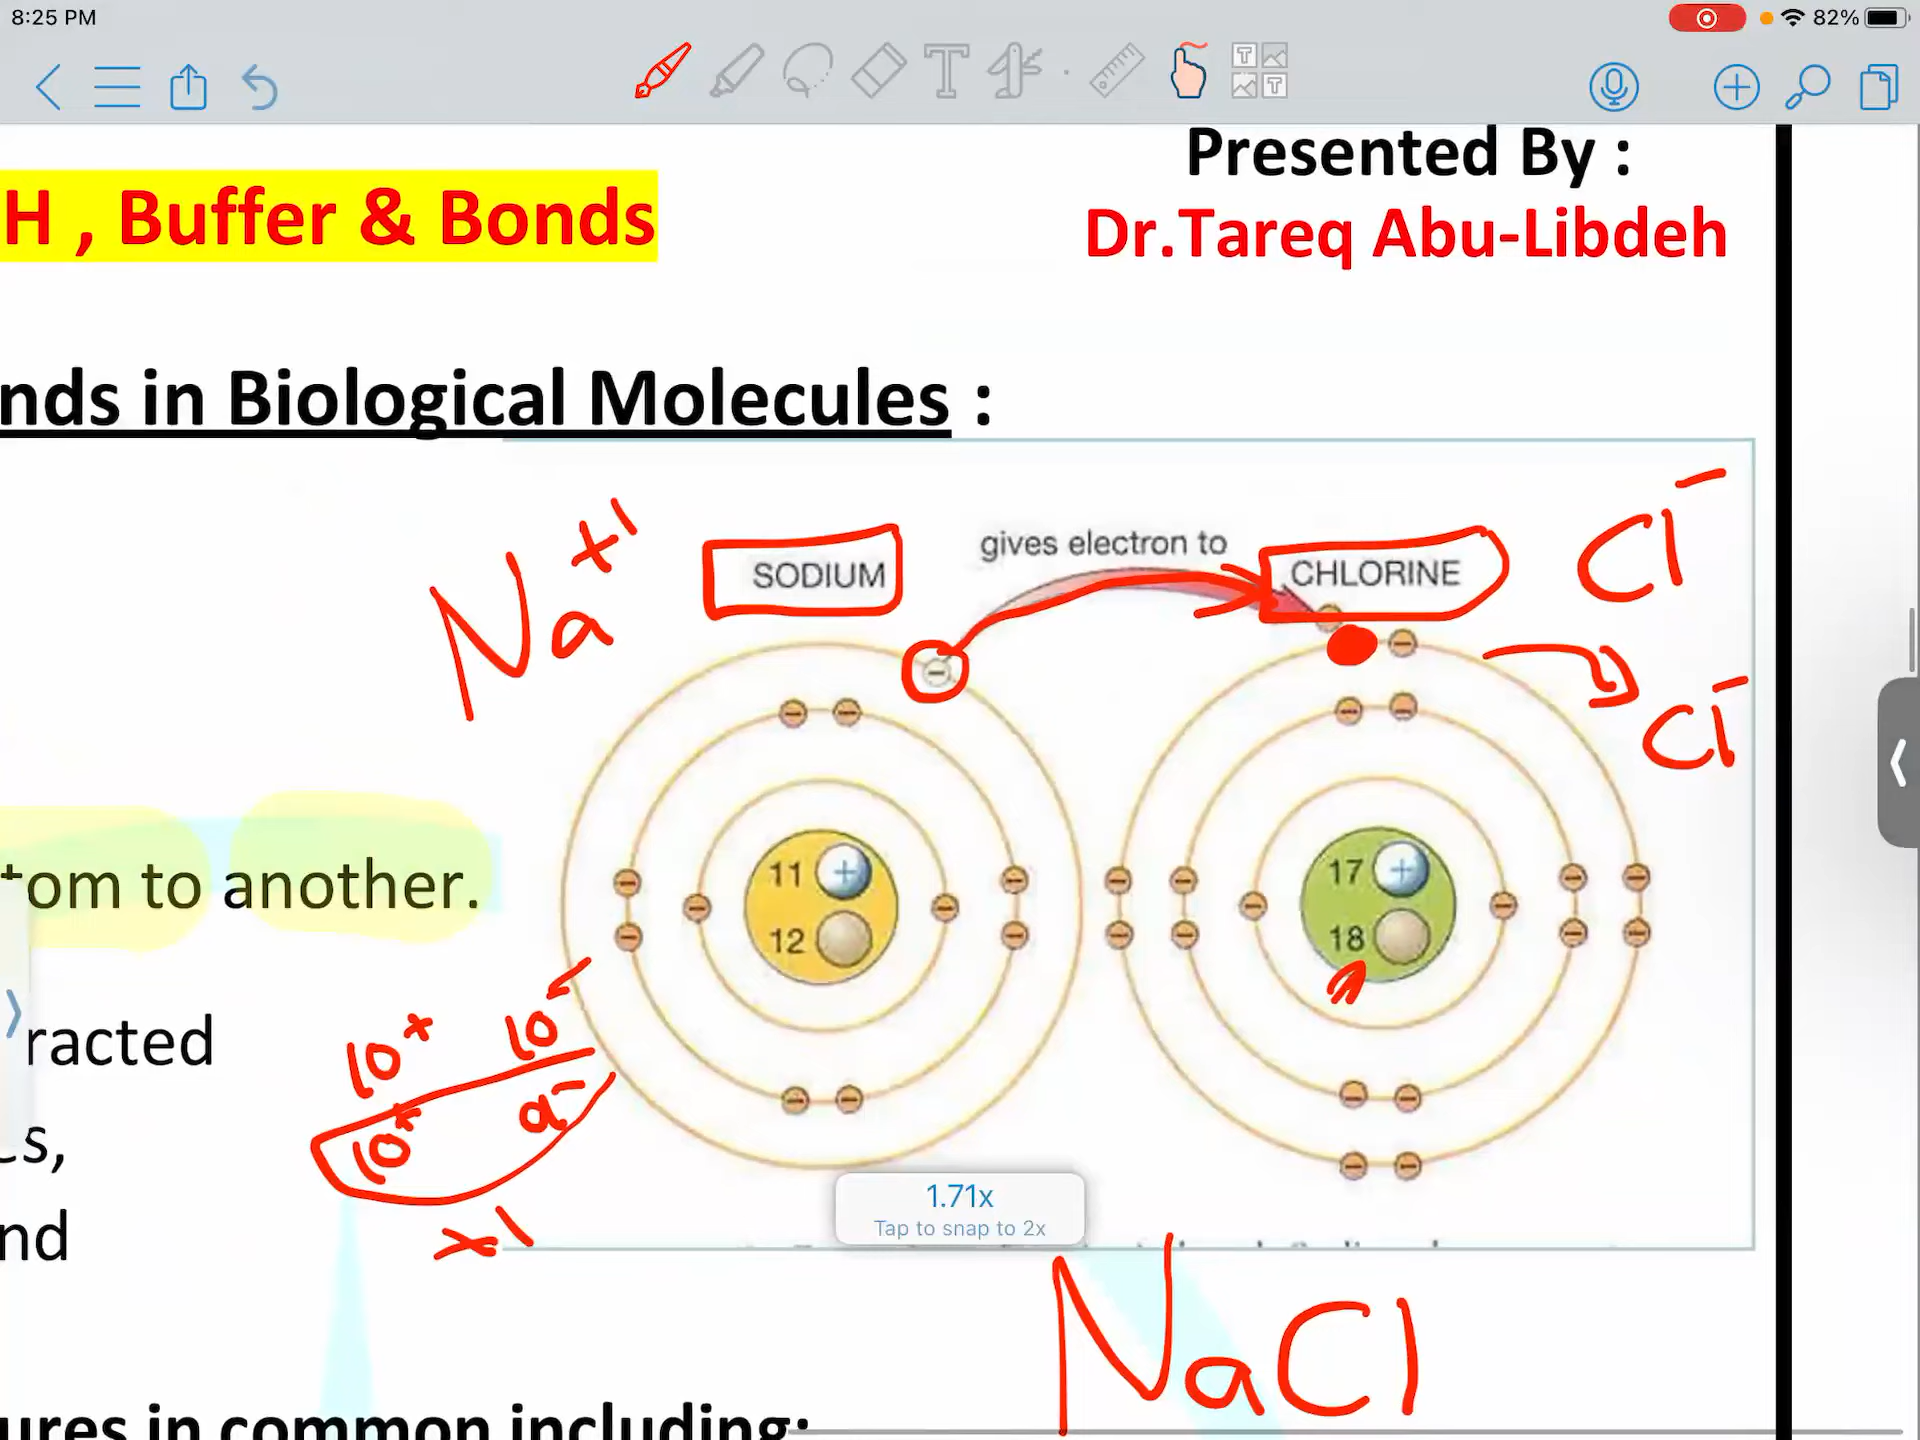 8:25 PM
82%
Presented By :
H , Buffer & Bonds
Dr.Tareq Abu-Libdeh
nds in Biological Molecules :
Na+1
SODIUM
gives electron to
CHLORINE
Cl-
Cl-
tom to another.
11 +
12
17 +
18
racted
10+ 10-
10+ 9-
s,
+1
nd
1.71x
Tap to snap to 2x
NaCl
ures in common including: